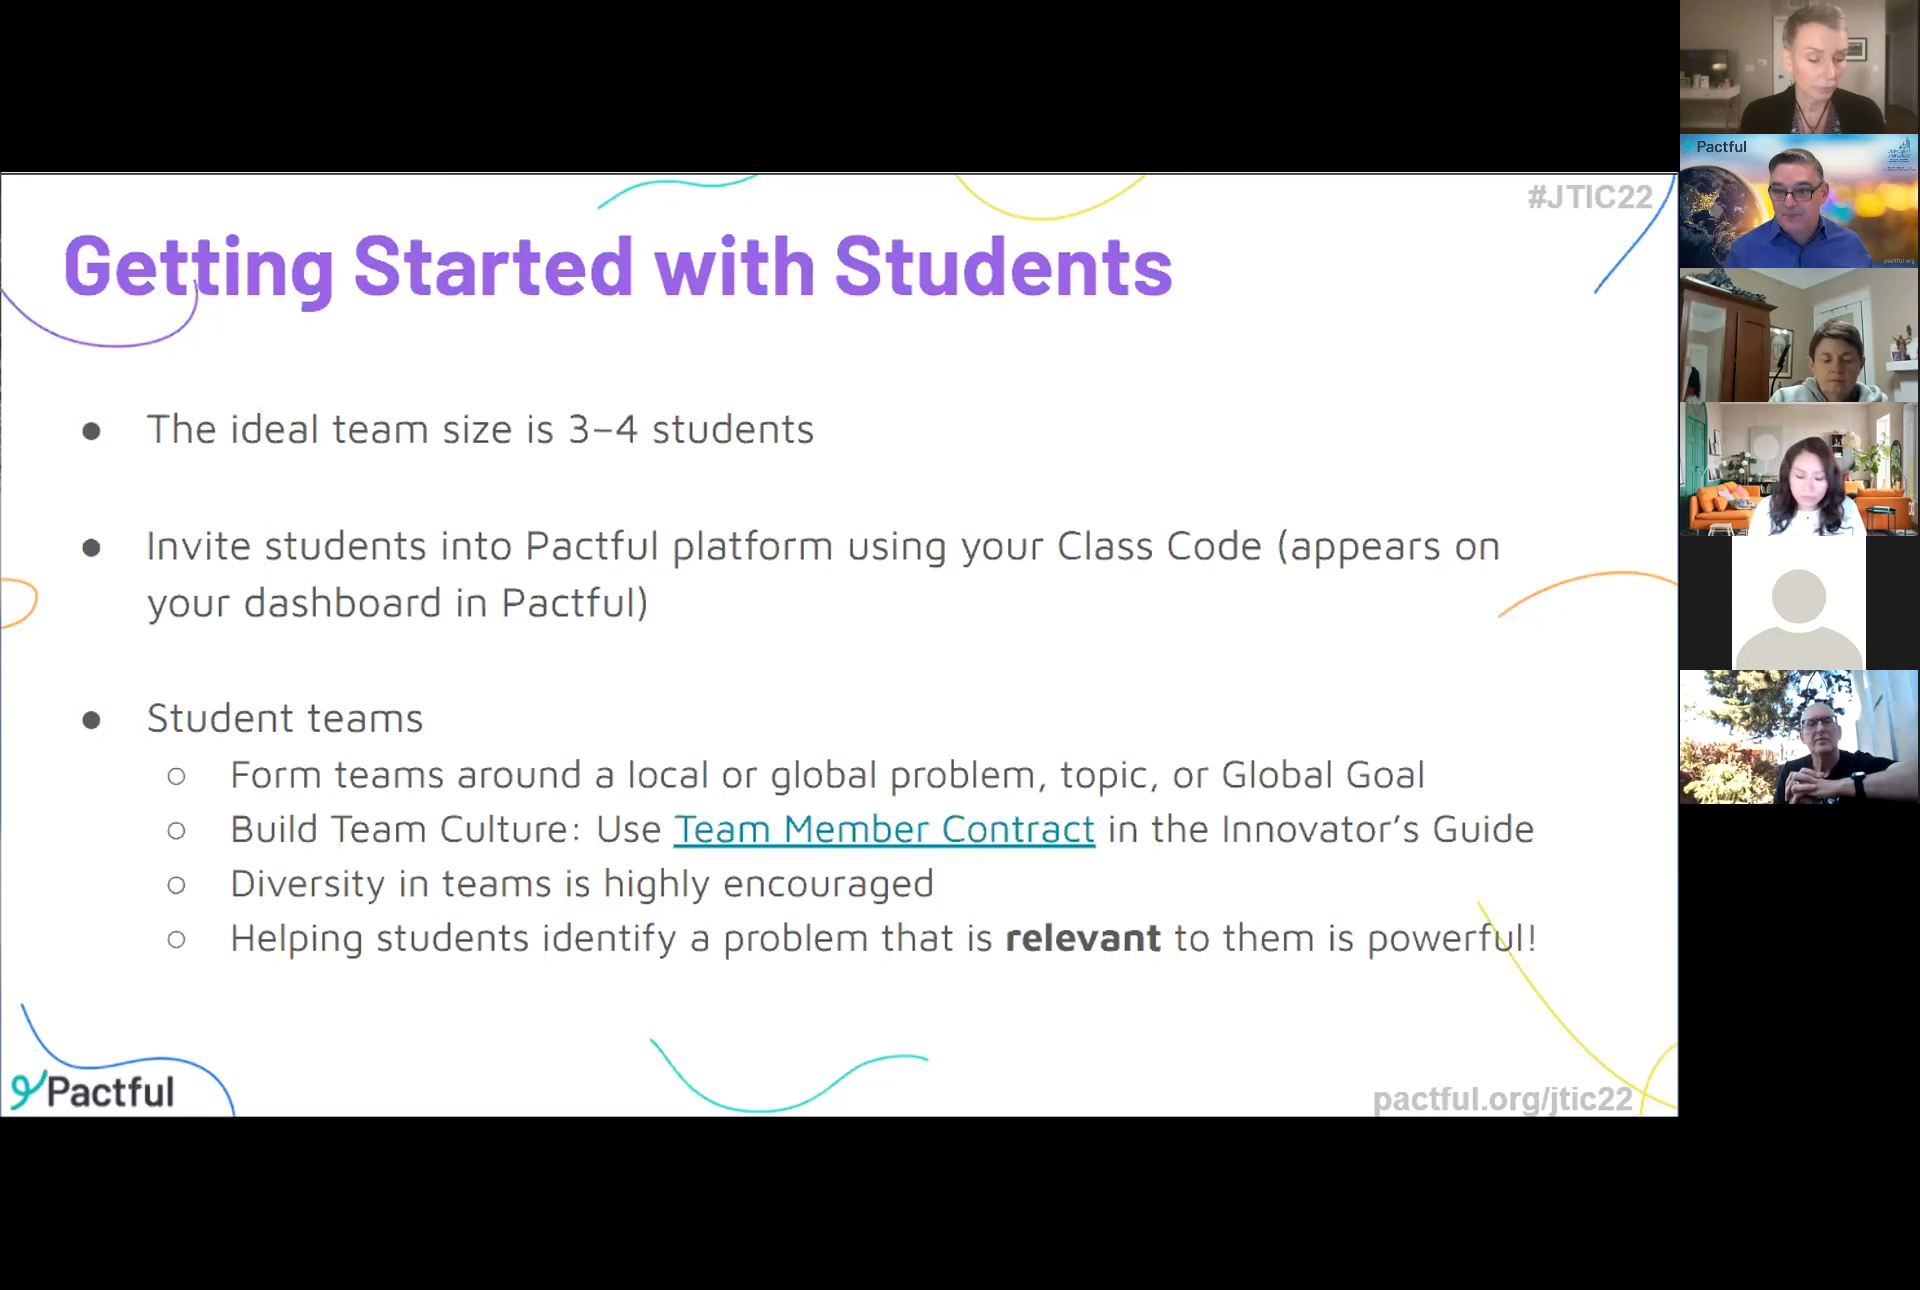 #JTIC22
Getting Started with Students
● The ideal team size is 3–4 students
● Invite students into Pactful platform using your Class Code (appears on
your dashboard in Pactful)
● Student teams
○ Form teams around a local or global problem, topic, or Global Goal
○ Build Team Culture: Use Team Member Contract in the Innovator’s Guide
○ Diversity in teams is highly encouraged
○ Helping students identify a problem that is relevant to them is powerful!
Pactful
pactful.org/jtic22
Pactful
pactful.org